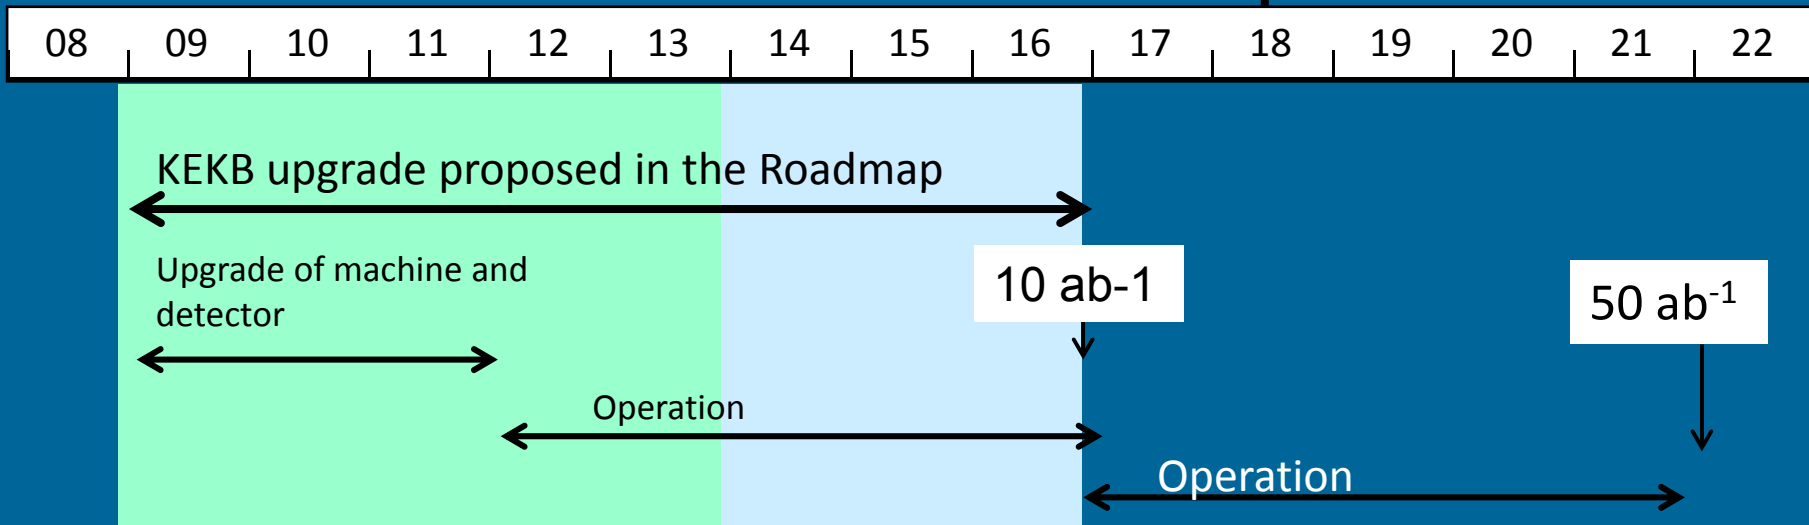 08 09 10 11 12 13 14 15 16 17 18 19 20 21 22
KEKB upgrade proposed in the Roadmap
Upgrade of machine and
detector
10 ab-1
50 ab⁻¹
Operation
Operation